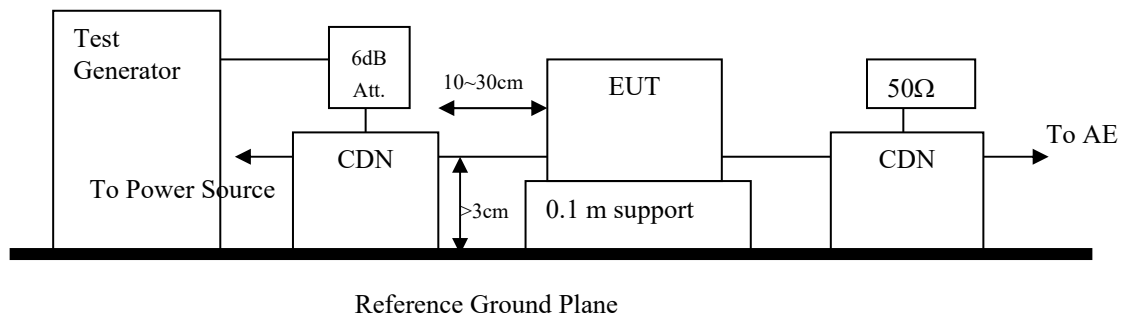 Test
Generator
6dB
Att.
10~30cm
EUT
50Ω
To AE
CDN
CDN
To Power Source
>3cm
0.1 m support
Reference Ground Plane